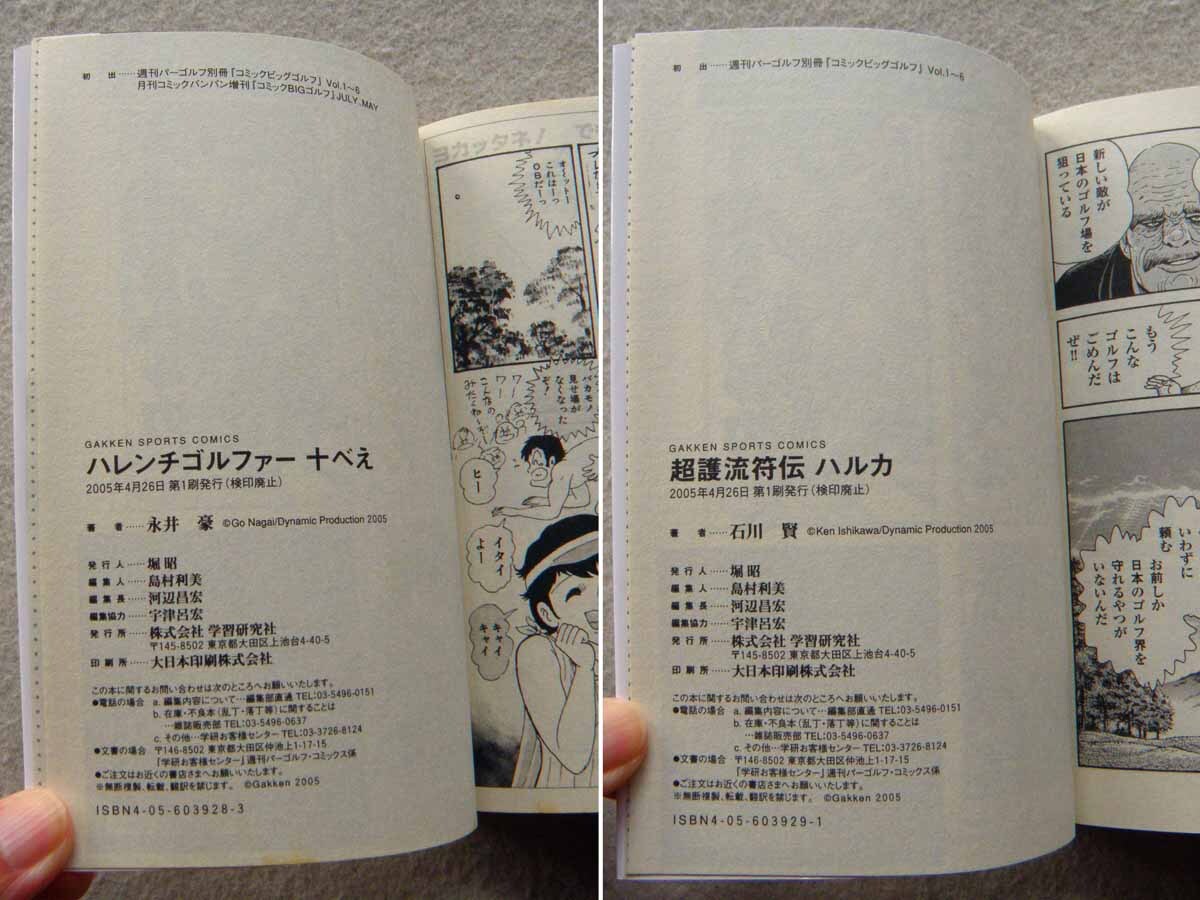 初　出……週刊パーゴルフ別冊「コミックビッグゴルフ」Vol.1〜6
月刊コミックバンバン増刊「コミックBIGゴルフ」JULY、MAY
GAKKEN SPORTS COMICS
ハレンチゴルファー 十べえ
2005年4月26日 第1刷発行（検印廃止）
著　者……永井　豪　©Go Nagai/Dynamic Production 2005
発行人……堀 昭
編集人……島村利美
編集長……河辺昌宏
編集協力……宇津呂宏
発行所……株式会社 学習研究社
〒145-8502 東京都大田区上池台4-40-5
印刷所……大日本印刷株式会社
この本に関するお問い合わせは次のところへお願いいたします。
●電話の場合　a. 編集内容について…編集部直通 TEL:03-5496-0151
b. 在庫・不良本（乱丁・落丁等）に関することは
…雑誌販売部 TEL:03-5496-0637
c. その他…学研お客様センター TEL:03-3726-8124
●文書の場合　〒146-8502 東京都大田区仲池上1-17-15
「学研お客様センター」週刊パーゴルフ・コミックス係
●ご注文はお近くの書店さまへお願いいたします。
※無断複製、転載、翻訳を禁じます。 ©Gakken 2005
ISBN4-05-603928-3
ヨカッタネ！
オイットー
これはーっ
OBだーっ
バカモノ
見せ場が
なくなった
ぞ！
ワー
ワー
こんなの
ヒー
イタイ
よー
キャイ
キャイ
初　出……週刊パーゴルフ別冊「コミックビッグゴルフ」Vol.1〜6
GAKKEN SPORTS COMICS
超護流符伝 ハルカ
2005年4月26日 第1刷発行（検印廃止）
著　者……石川　賢　©Ken Ishikawa/Dynamic Production 2005
発行人……堀 昭
編集人……島村利美
編集長……河辺昌宏
編集協力……宇津呂宏
発行所……株式会社 学習研究社
〒145-8502 東京都大田区上池台4-40-5
印刷所……大日本印刷株式会社
この本に関するお問い合わせは次のところへお願いいたします。
●電話の場合　a. 編集内容について…編集部直通 TEL:03-5496-0151
b. 在庫・不良本（乱丁・落丁等）に関することは
…雑誌販売部 TEL:03-5496-0637
c. その他…学研お客様センター TEL:03-3726-8124
●文書の場合　〒146-8502 東京都大田区仲池上1-17-15
「学研お客様センター」週刊パーゴルフ・コミックス係
●ご注文はお近くの書店さまへお願いいたします。
※無断複製、転載、翻訳を禁じます。 ©Gakken 2005
ISBN4-05-603929-1
新しい敵が
日本のゴルフ場を
狙っている
もう
こんな
ゴルフは
ごめんだ
ぜ!!
いわずに
頼む
お前しか
日本のゴルフ界を
守れるやつが
いないんだ